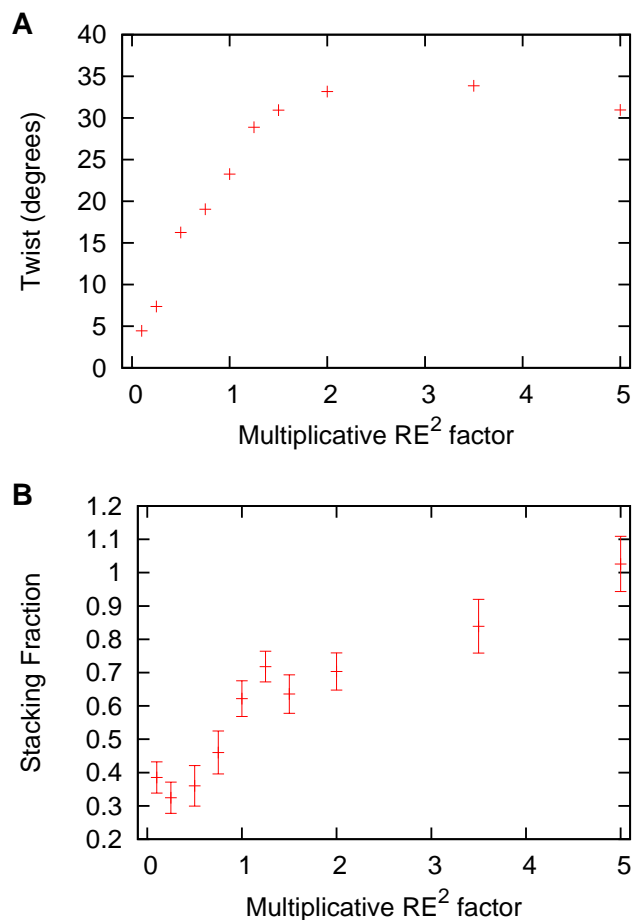 A
40
35
30
25
20
15
10
5
0
Twist (degrees)
0 1 2 3 4 5
Multiplicative RE² factor
B
1.2
1.1
1
0.9
0.8
0.7
0.6
0.5
0.4
0.3
0.2
Stacking Fraction
0 1 2 3 4 5
Multiplicative RE² factor